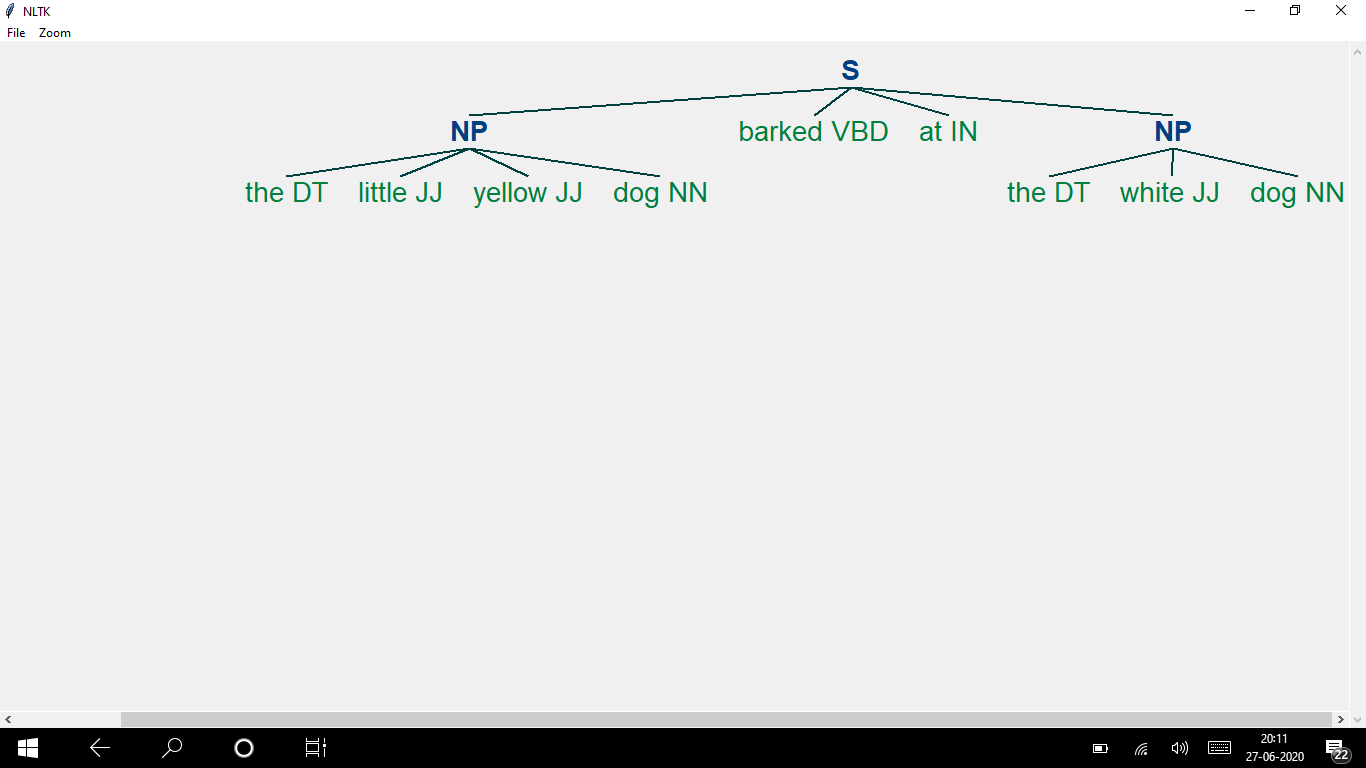 NLTK
File Zoom
S
NP barked VBD at IN NP
the DT little JJ yellow JJ dog NN the DT white JJ dog NN
20:11
27-06-2020
22